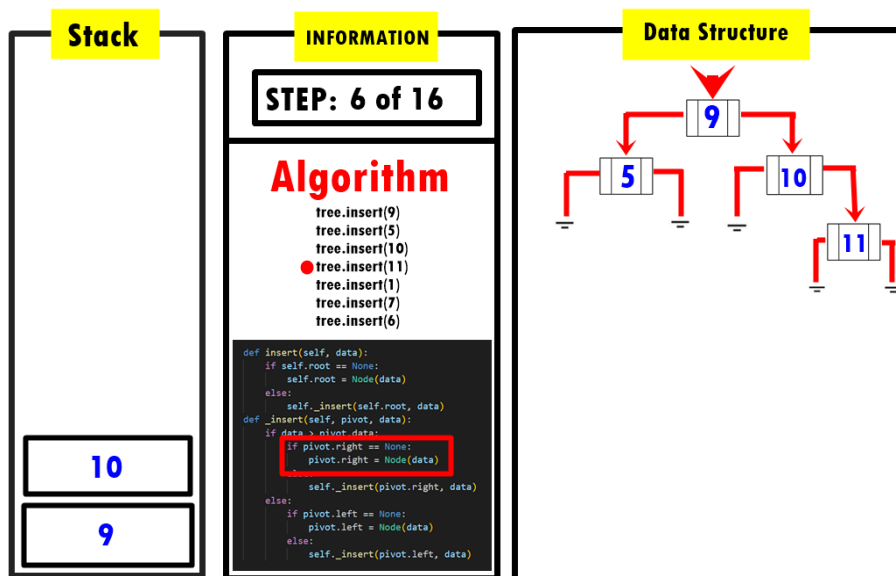 Stack
10
9
INFORMATION
STEP: 6 of 16
Algorithm
tree.insert(9)
tree.insert(5)
tree.insert(10)
tree.insert(11)
tree.insert(1)
tree.insert(7)
tree.insert(6)
def insert(self, data):
if self.root == None:
self.root = Node(data)
else:
self._insert(self.root, data)
def _insert(self, pivot, data):
if data > pivot.data:
if pivot.right == None:
pivot.right = Node(data)
else:
self._insert(pivot.right, data)
else:
if pivot.left == None:
pivot.left = Node(data)
else:
self._insert(pivot.left, data)
Data Structure
9
5
10
11